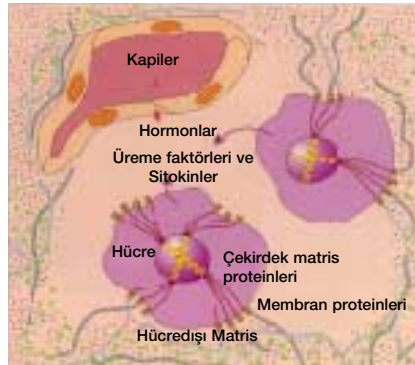 Kapiler
Hormonlar
Üreme faktörleri ve
Sitokinler
Hücre
Çekirdek matris
proteinleri
Membran proteinleri
Hücredışı Matris